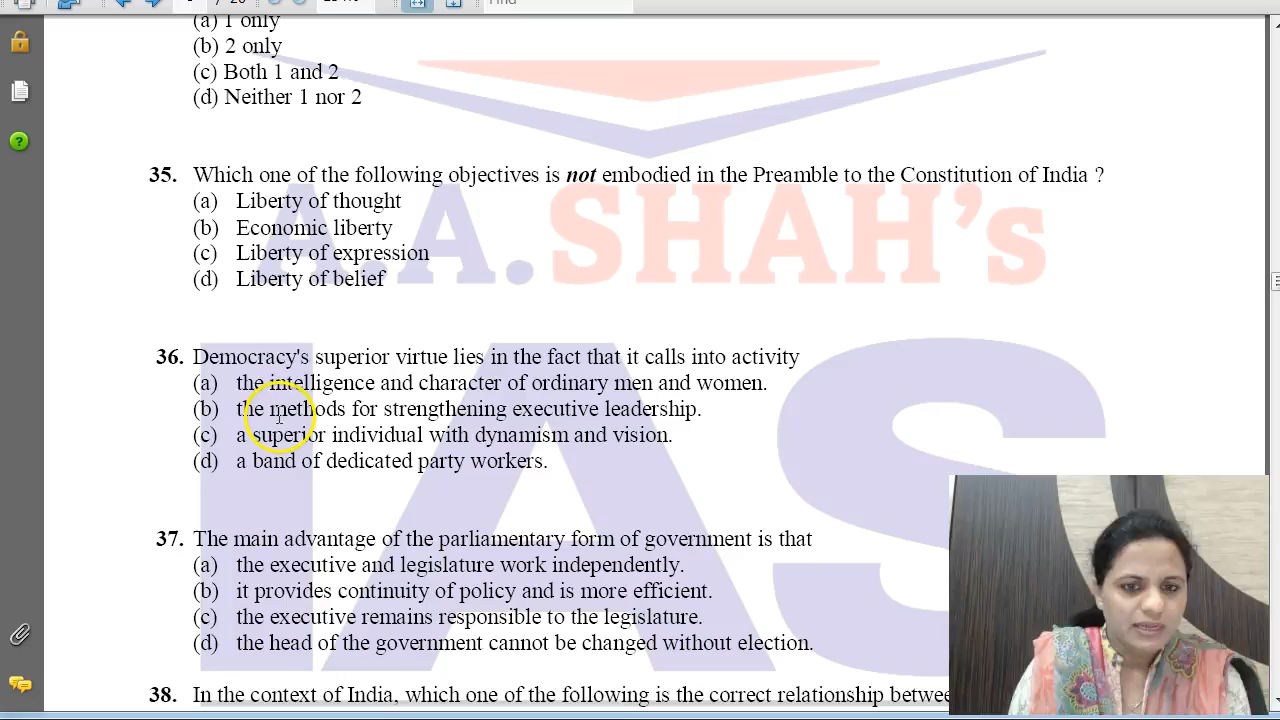 Find
(a) 1 only
(b) 2 only
(c) Both 1 and 2
(d) Neither 1 nor 2
35. Which one of the following objectives is not embodied in the Preamble to the Constitution of India ?
(a) Liberty of thought
(b) Economic liberty
(c) Liberty of expression
(d) Liberty of belief
A.A.SHAH's
IAS
36. Democracy's superior virtue lies in the fact that it calls into activity
(a) the intelligence and character of ordinary men and women.
(b) the methods for strengthening executive leadership.
(c) a superior individual with dynamism and vision.
(d) a band of dedicated party workers.
37. The main advantage of the parliamentary form of government is that
(a) the executive and legislature work independently.
(b) it provides continuity of policy and is more efficient.
(c) the executive remains responsible to the legislature.
(d) the head of the government cannot be changed without election.
38. In the context of India, which one of the following is the correct relationship